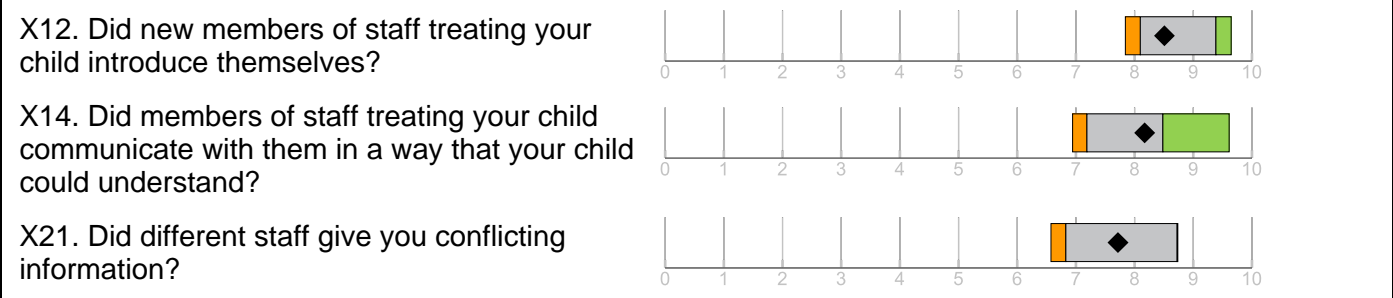 X12. Did new members of staff treating your
child introduce themselves?
0 1 2 3 4 5 6 7 8 9 10
X14. Did members of staff treating your child
communicate with them in a way that your child
could understand?
0 1 2 3 4 5 6 7 8 9 10
X21. Did different staff give you conflicting
information?
0 1 2 3 4 5 6 7 8 9 10